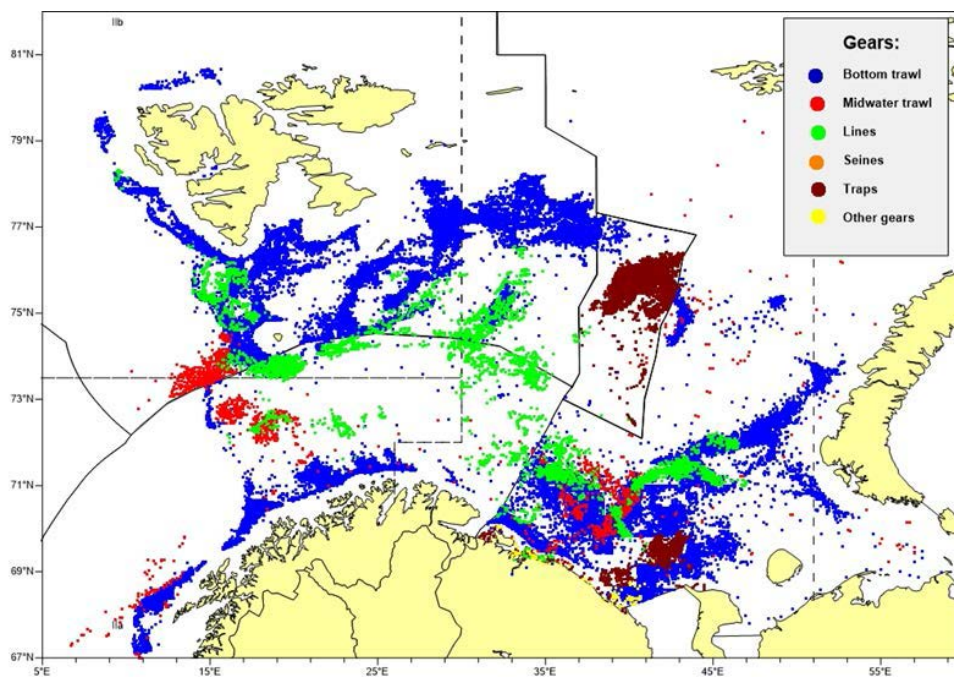 IIb
81°N
79°N
77°N
75°N
73°N
71°N
69°N
67°N
IIa
5°E
15°E
25°E
35°E
45°E
55°E
Gears:
Bottom trawl
Midwater trawl
Lines
Seines
Traps
Other gears